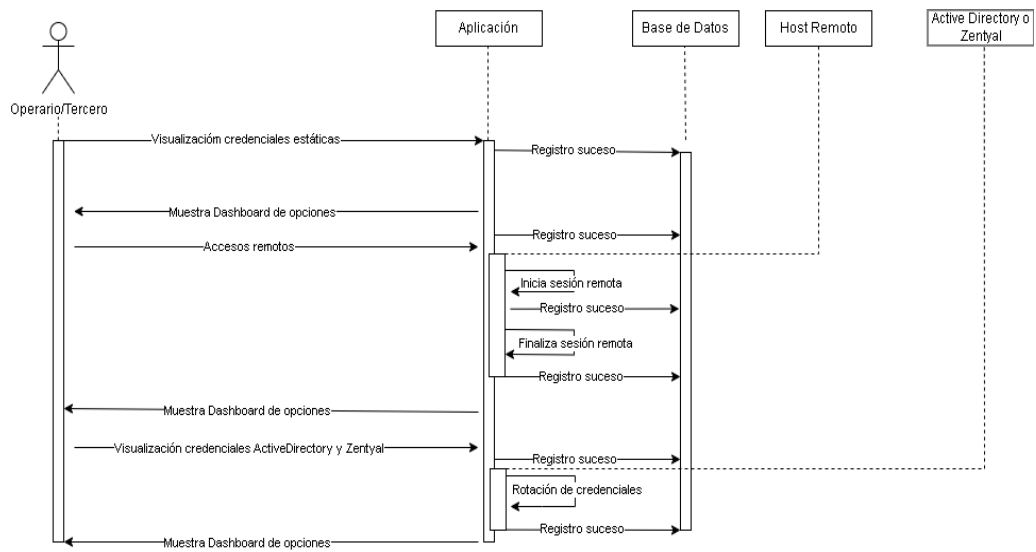 Aplicación
Base de Datos
Host Remoto
Active Directory o
Zentyal
Operario/Tercero
Visualizacióm credenciales estáticas
Registro suceso
Muestra Dashboard de opciones
Registro suceso
Accesos remotos
Inicia sesión remota
Registro suceso
Finaliza sesión remota
Registro suceso
Muestra Dashboard de opciones
Visualización credenciales ActiveDirectory y Zentyal
Registro suceso
Rotación de credenciales
Registro suceso
Muestra Dashboard de opciones